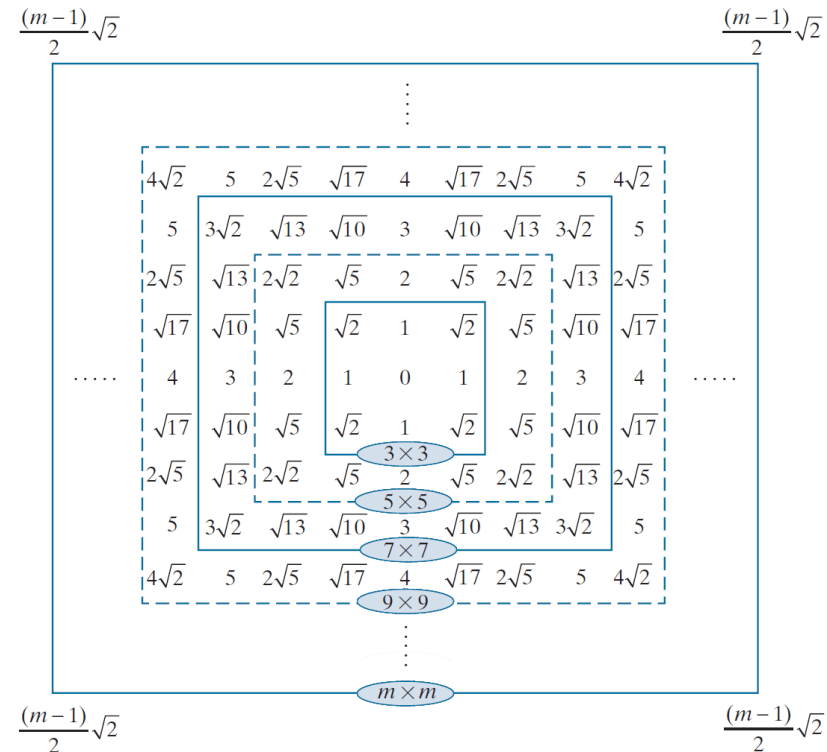 (m − 1)/2 √2 (m − 1)/2 √2
4√2 5 2√5 √17 4 √17 2√5 5 4√2
5 3√2 √13 √10 3 √10 √13 3√2 5
2√5 √13 2√2 √5 2 √5 2√2 √13 2√5
√17 √10 √5 √2 1 √2 √5 √10 √17
..... 4 3 2 1 0 1 2 3 4 .....
√17 √10 √5 √2 1 √2 √5 √10 √17
3 × 3
2√5 √13 2√2 √5 2 √5 2√2 √13 2√5
5 × 5
5 3√2 √13 √10 3 √10 √13 3√2 5
7 × 7
4√2 5 2√5 √17 4 √17 2√5 5 4√2
9 × 9
m × m
(m − 1)/2 √2 (m − 1)/2 √2